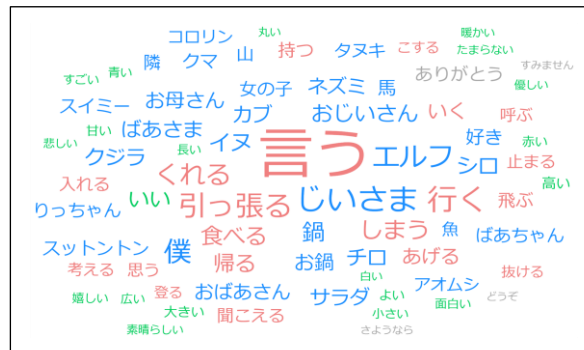 丸い 暖かい
コロリン 山 持つ タヌキ こする たまらない
隣 クマ すみません
すごい 青い 女の子 ネズミ 馬 ありがとう 優しい
スイミー お母さん カブ おじいさん いく 呼ぶ
甘い ばあさま 好き 赤い
悲しい 長い イヌ 言う エルフ
クジラ くれる シロ 止まる
入れる いい 引っ張る じいさま 行く 飛ぶ 高い
りっちゃん 食べる 鍋 しまう 魚 ばあちゃん
スットントン 僕 帰る お鍋 チロ あげる
考える 思う 白い 抜ける
嬉しい 広い 登る おばあさん サラダ よい アオムシ どうぞ
大きい 聞こえる 小さい 面白い
素晴らしい さようなら